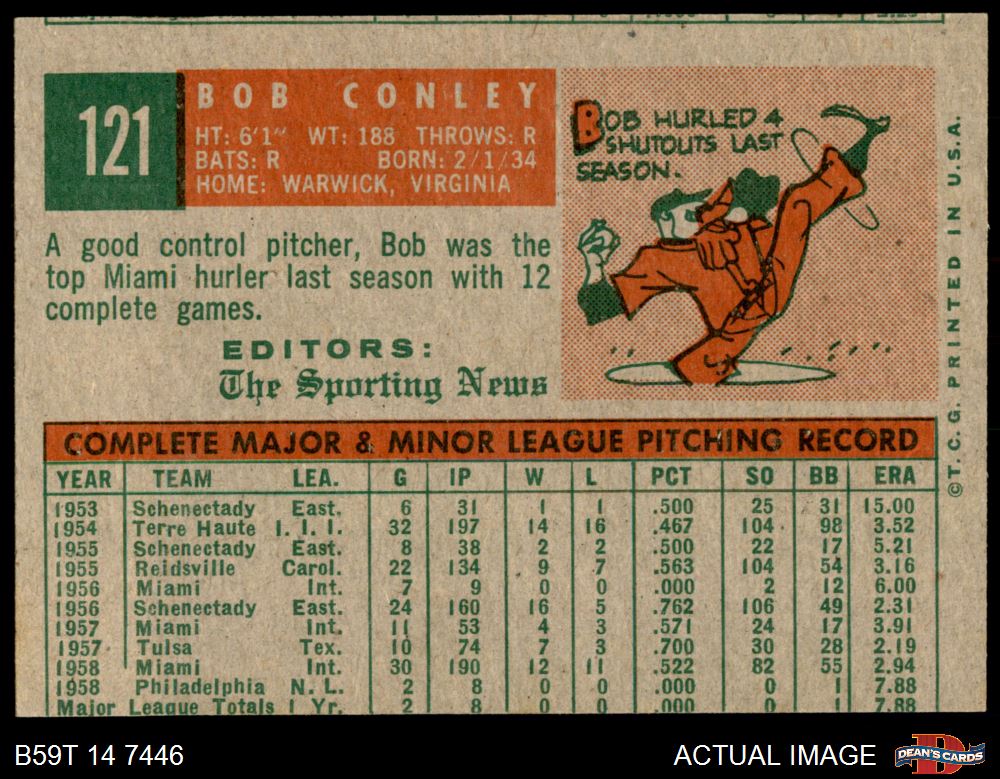 121
BOB CONLEY
HT: 6'1" WT: 188 THROWS: R
BATS: R BORN: 2/1/34
HOME: WARWICK, VIRGINIA
A good control pitcher, Bob was the
top Miami hurler last season with 12
complete games.
EDITORS:
The Sporting News
BOB HURLED 4
SHUTOUTS LAST
SEASON.
COMPLETE MAJOR & MINOR LEAGUE PITCHING RECORD
YEAR TEAM LEA. G IP W L PCT SO BB ERA
1953 Schenectady East. 6 31 1 1 .500 25 31 15.00
1954 Terre Haute I. I. I. 32 197 14 16 .467 104 98 3.52
1955 Schenectady East. 8 38 2 2 .500 22 17 5.21
1955 Reidsville Carol. 22 134 9 7 .563 104 54 3.16
1956 Miami Int. 7 9 0 0 .000 2 12 6.00
1956 Schenectady East. 24 160 16 5 .762 106 49 2.31
1957 Miami Int. 11 53 4 3 .571 24 17 3.91
1957 Tulsa Tex. 10 74 7 3 .700 30 28 2.19
1958 Miami Int. 30 190 12 11 .522 82 55 2.94
1958 Philadelphia N. L. 2 8 0 0 .000 0 1 7.88
Major League Totals 1 Yr. 2 8 0 0 .000 0 1 7.88
©T.C.G. PRINTED IN U.S.A.
B59T 14 7446
ACTUAL IMAGE
DEAN'S CARDS